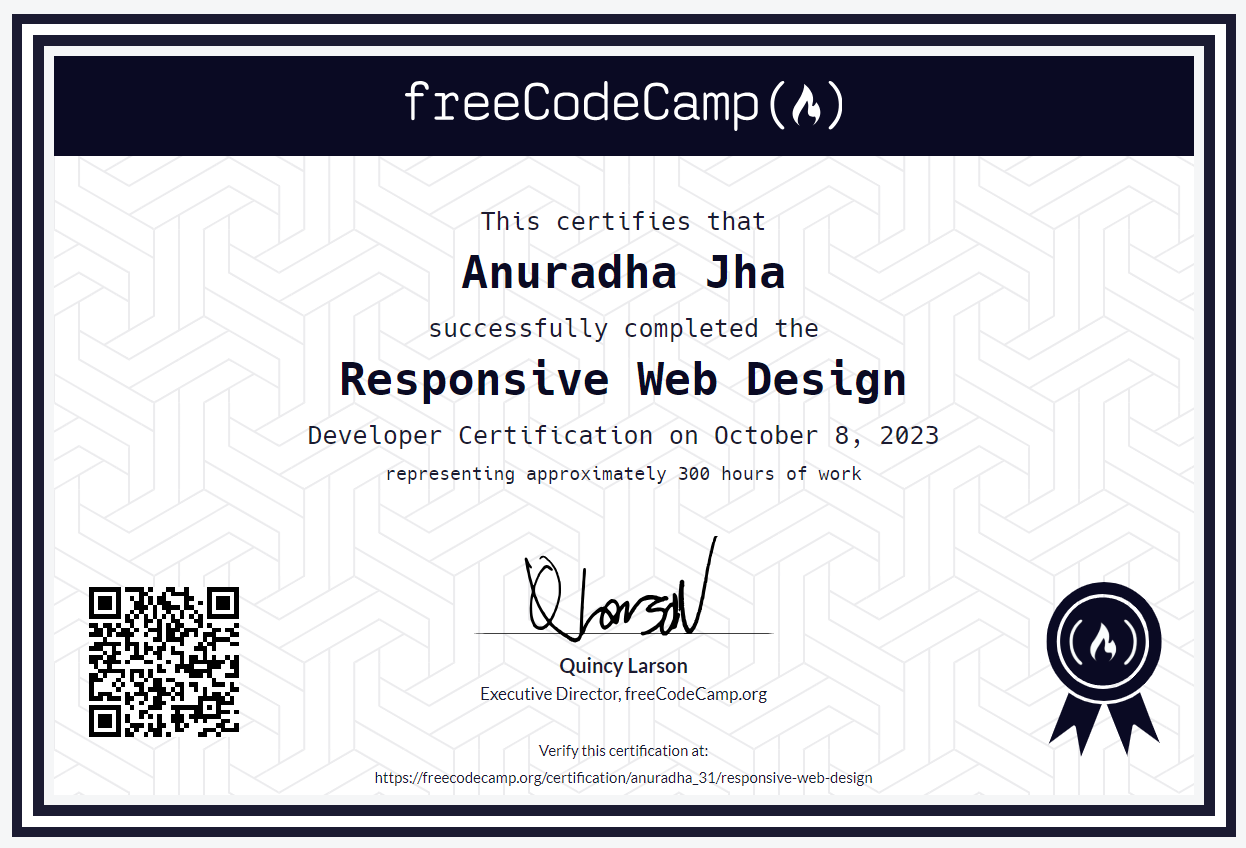 freeCodeCamp
This certifies that
Anuradha Jha
successfully completed the
Responsive Web Design
Developer Certification on October 8, 2023
representing approximately 300 hours of work
Q Larson
Quincy Larson
Executive Director, freeCodeCamp.org
Verify this certification at:
https://freecodecamp.org/certification/anuradha_31/responsive-web-design